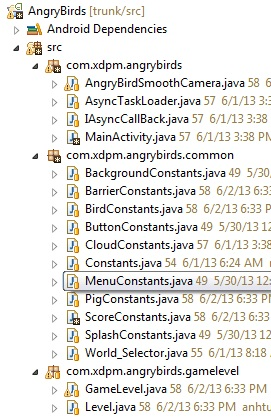 AngryBirds [trunk/src]
Android Dependencies
src
com.xdpm.angrybirds
AngryBirdSmoothCamera.java 58 6
AsyncTaskLoader.java 57 6/1/13 3:3
IAsyncCallBack.java 57 6/1/13 3:38
MainActivity.java 57 6/1/13 3:38 PM
com.xdpm.angrybirds.common
BackgroundConstants.java 49 5/30/
BarrierConstants.java 58 6/2/13 6:33
BirdConstants.java 58 6/2/13 6:33 P
ButtonConstants.java 49 5/30/13 1
CloudConstants.java 57 6/1/13 3:38
Constants.java 54 6/1/13 6:24 AM
MenuConstants.java 49 5/30/13 12:
PigConstants.java 58 6/2/13 6:33 PM
ScoreConstants.java 58 6/2/13 6:33
SplashConstants.java 49 5/30/13 12
World_Selector.java 55 6/1/13 8:18
com.xdpm.angrybirds.gamelevel
GameLevel.java 58 6/2/13 6:33 PM
Level.java 58 6/2/13 6:33 PM anhtu